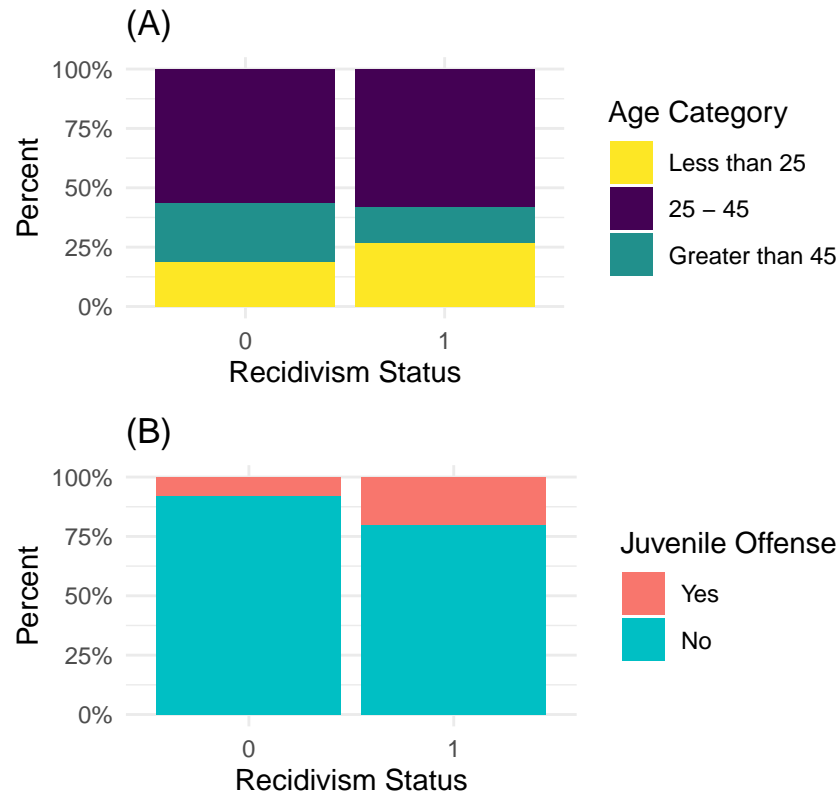 (A)
100%
75%
50%
25%
0%
Percent
0 1
Recidivism Status
Age Category
Less than 25
25 – 45
Greater than 45
(B)
100%
75%
50%
25%
0%
Percent
0 1
Recidivism Status
Juvenile Offense
Yes
No